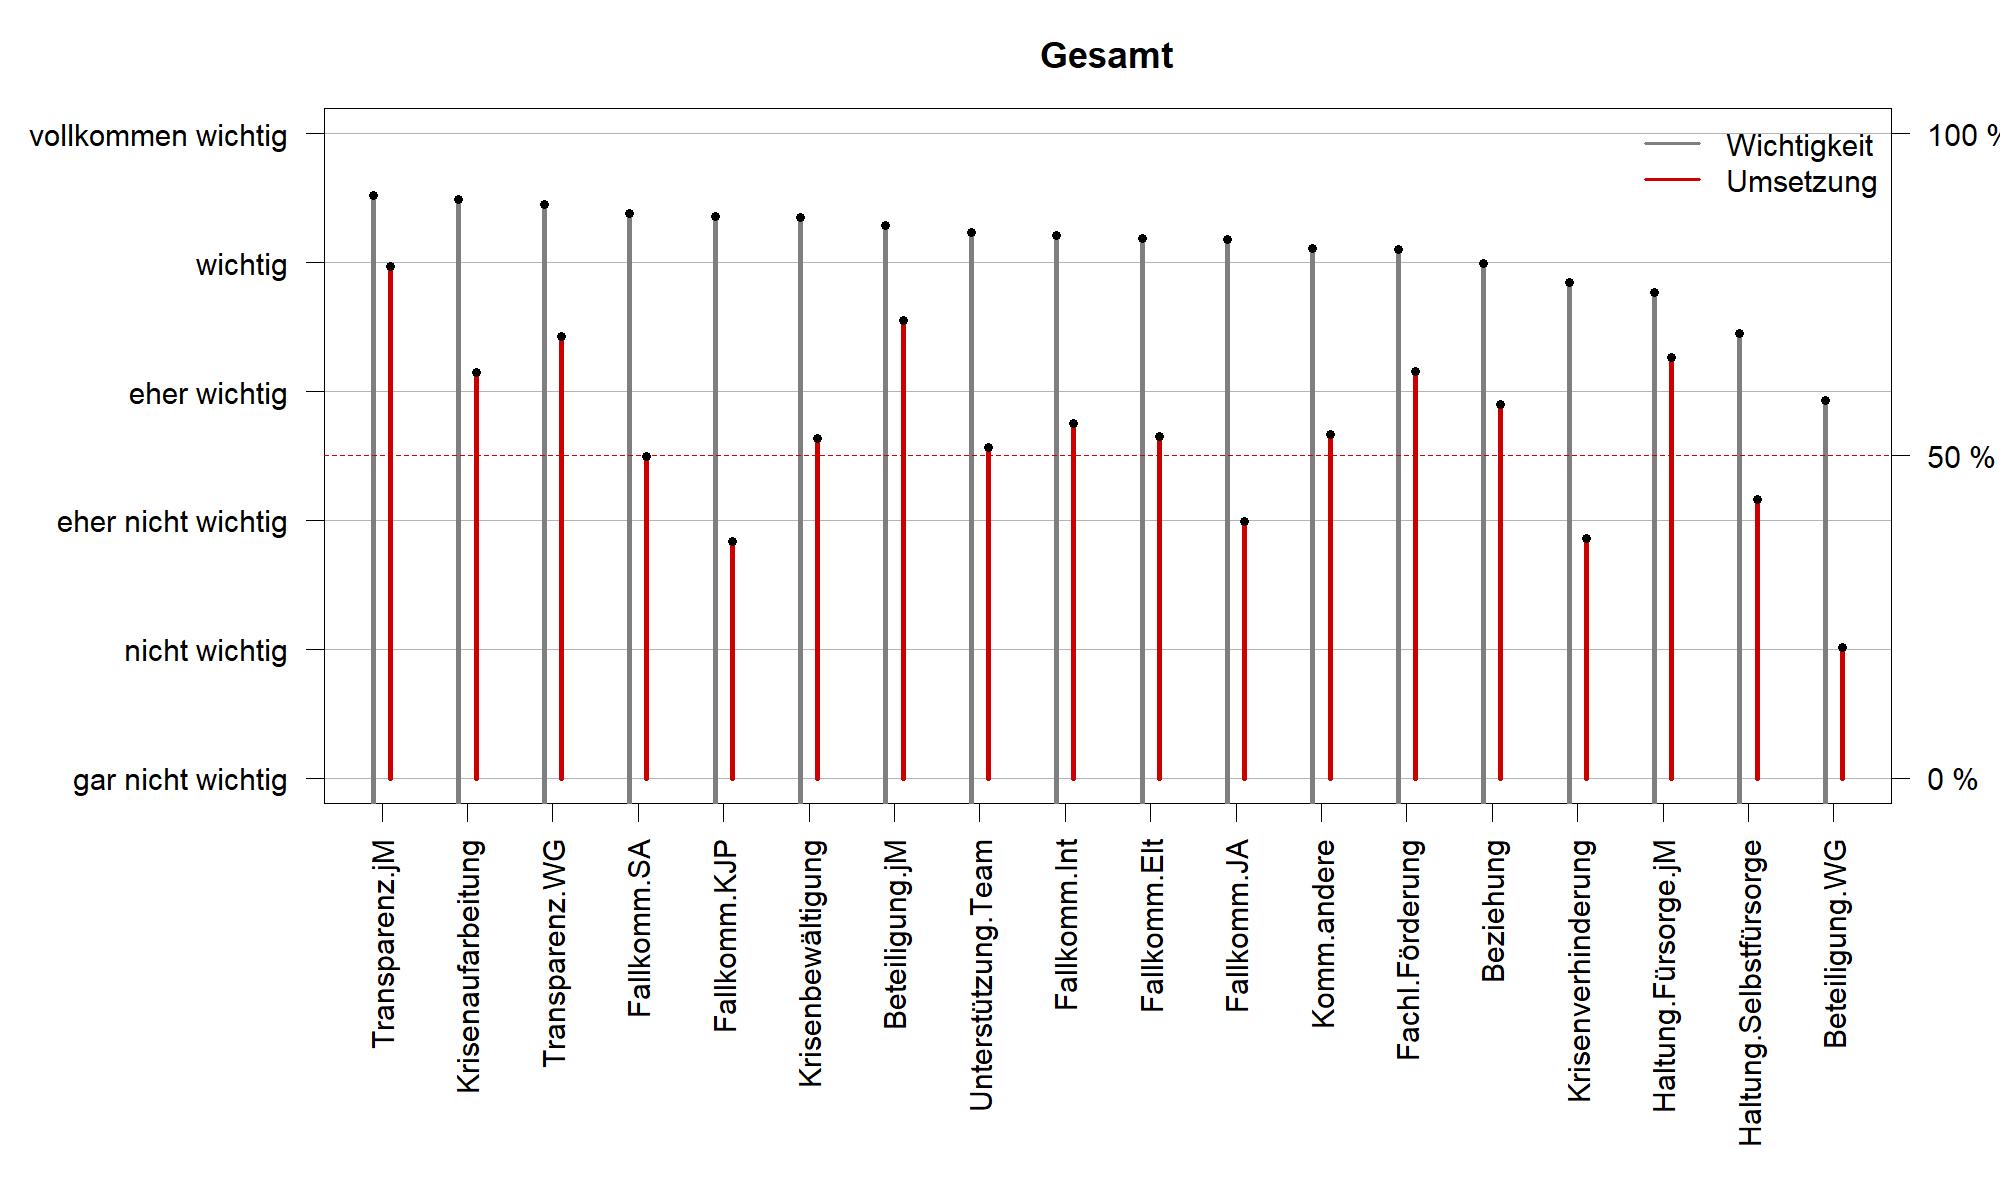 Gesamt
vollkommen wichtig
wichtig
eher wichtig
eher nicht wichtig
nicht wichtig
gar nicht wichtig
100 %
50 %
0 %
Wichtigkeit
Umsetzung
Transparenz.jM
Krisenaufarbeitung
Transparenz.WG
Fallkomm.SA
Fallkomm.KJP
Krisenbewältigung
Beteiligung.jM
Unterstützung.Team
Fallkomm.Int
Fallkomm.Elt
Fallkomm.JA
Komm.andere
Fachl.Förderung
Beziehung
Krisenverhinderung
Haltung.Fürsorge.jM
Haltung.Selbstfürsorge
Beteiligung.WG